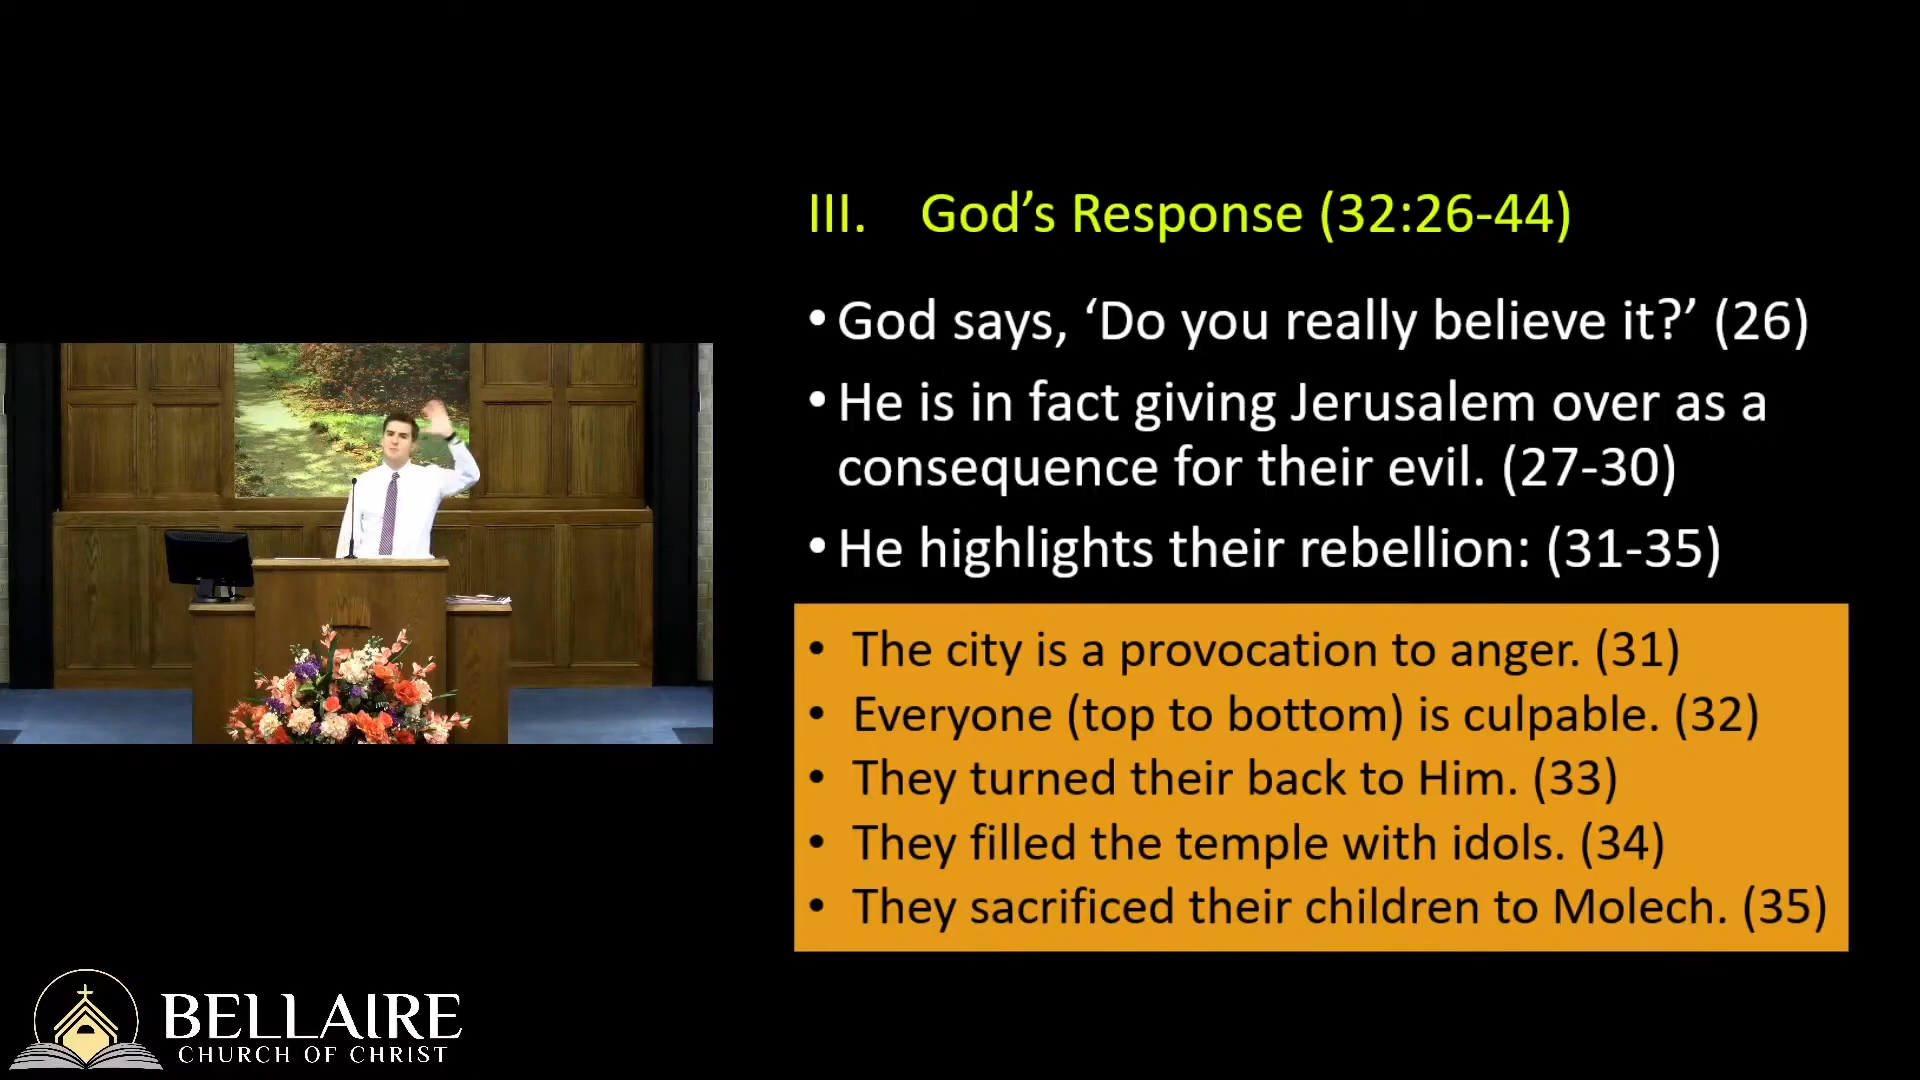 III. God’s Response (32:26-44)
• God says, ‘Do you really believe it?’ (26)
• He is in fact giving Jerusalem over as a
consequence for their evil. (27-30)
• He highlights their rebellion: (31-35)
• The city is a provocation to anger. (31)
• Everyone (top to bottom) is culpable. (32)
• They turned their back to Him. (33)
• They filled the temple with idols. (34)
• They sacrificed their children to Molech. (35)
BELLAIRE
CHURCH OF CHRIST